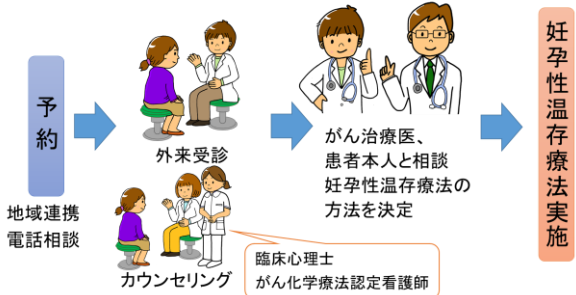 予約
地域連携
電話相談
外来受診
カウンセリング
臨床心理士
がん化学療法認定看護師
がん治療医、
患者本人と相談
妊孕性温存療法の
方法を決定
妊孕性温存療法実施